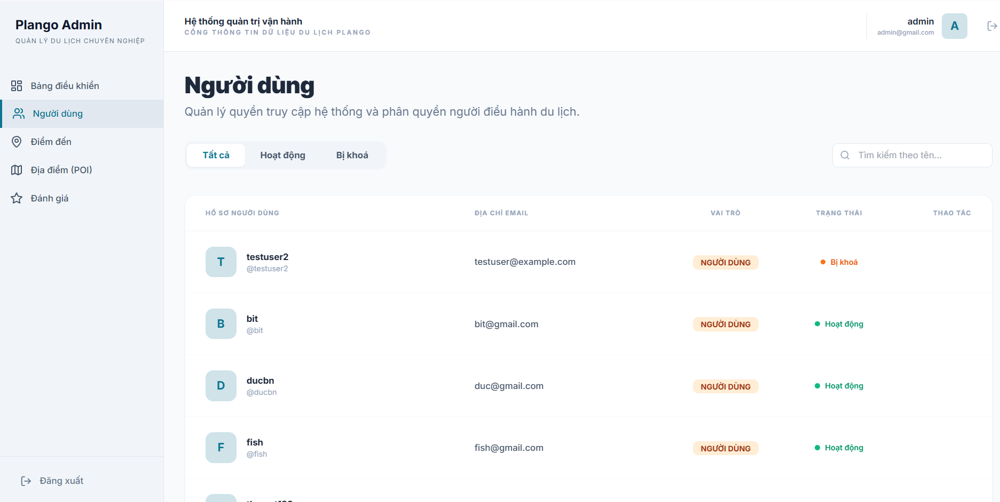 Plango Admin
QUẢN LÝ DU LỊCH CHUYÊN NGHIỆP
Bảng điều khiển
Người dùng
Điểm đến
Địa điểm (POI)
Đánh giá
Đăng xuất
Hệ thống quản trị vận hành
CỔNG THÔNG TIN DỮ LIỆU DU LỊCH PLANGO
admin
admin@gmail.com
A
Người dùng
Quản lý quyền truy cập hệ thống và phân quyền người điều hành du lịch.
Tất cả Hoạt động Bị khoá
Tìm kiếm theo tên...
HỒ SƠ NGƯỜI DÙNG ĐỊA CHỈ EMAIL VAI TRÒ TRẠNG THÁI THAO TÁC
T testuser2 testuser@example.com NGƯỜI DÙNG Bị khoá
@testuser2
B bit bit@gmail.com NGƯỜI DÙNG Hoạt động
@bit
D ducbn duc@gmail.com NGƯỜI DÙNG Hoạt động
@ducbn
F fish fish@gmail.com NGƯỜI DÙNG Hoạt động
@fish